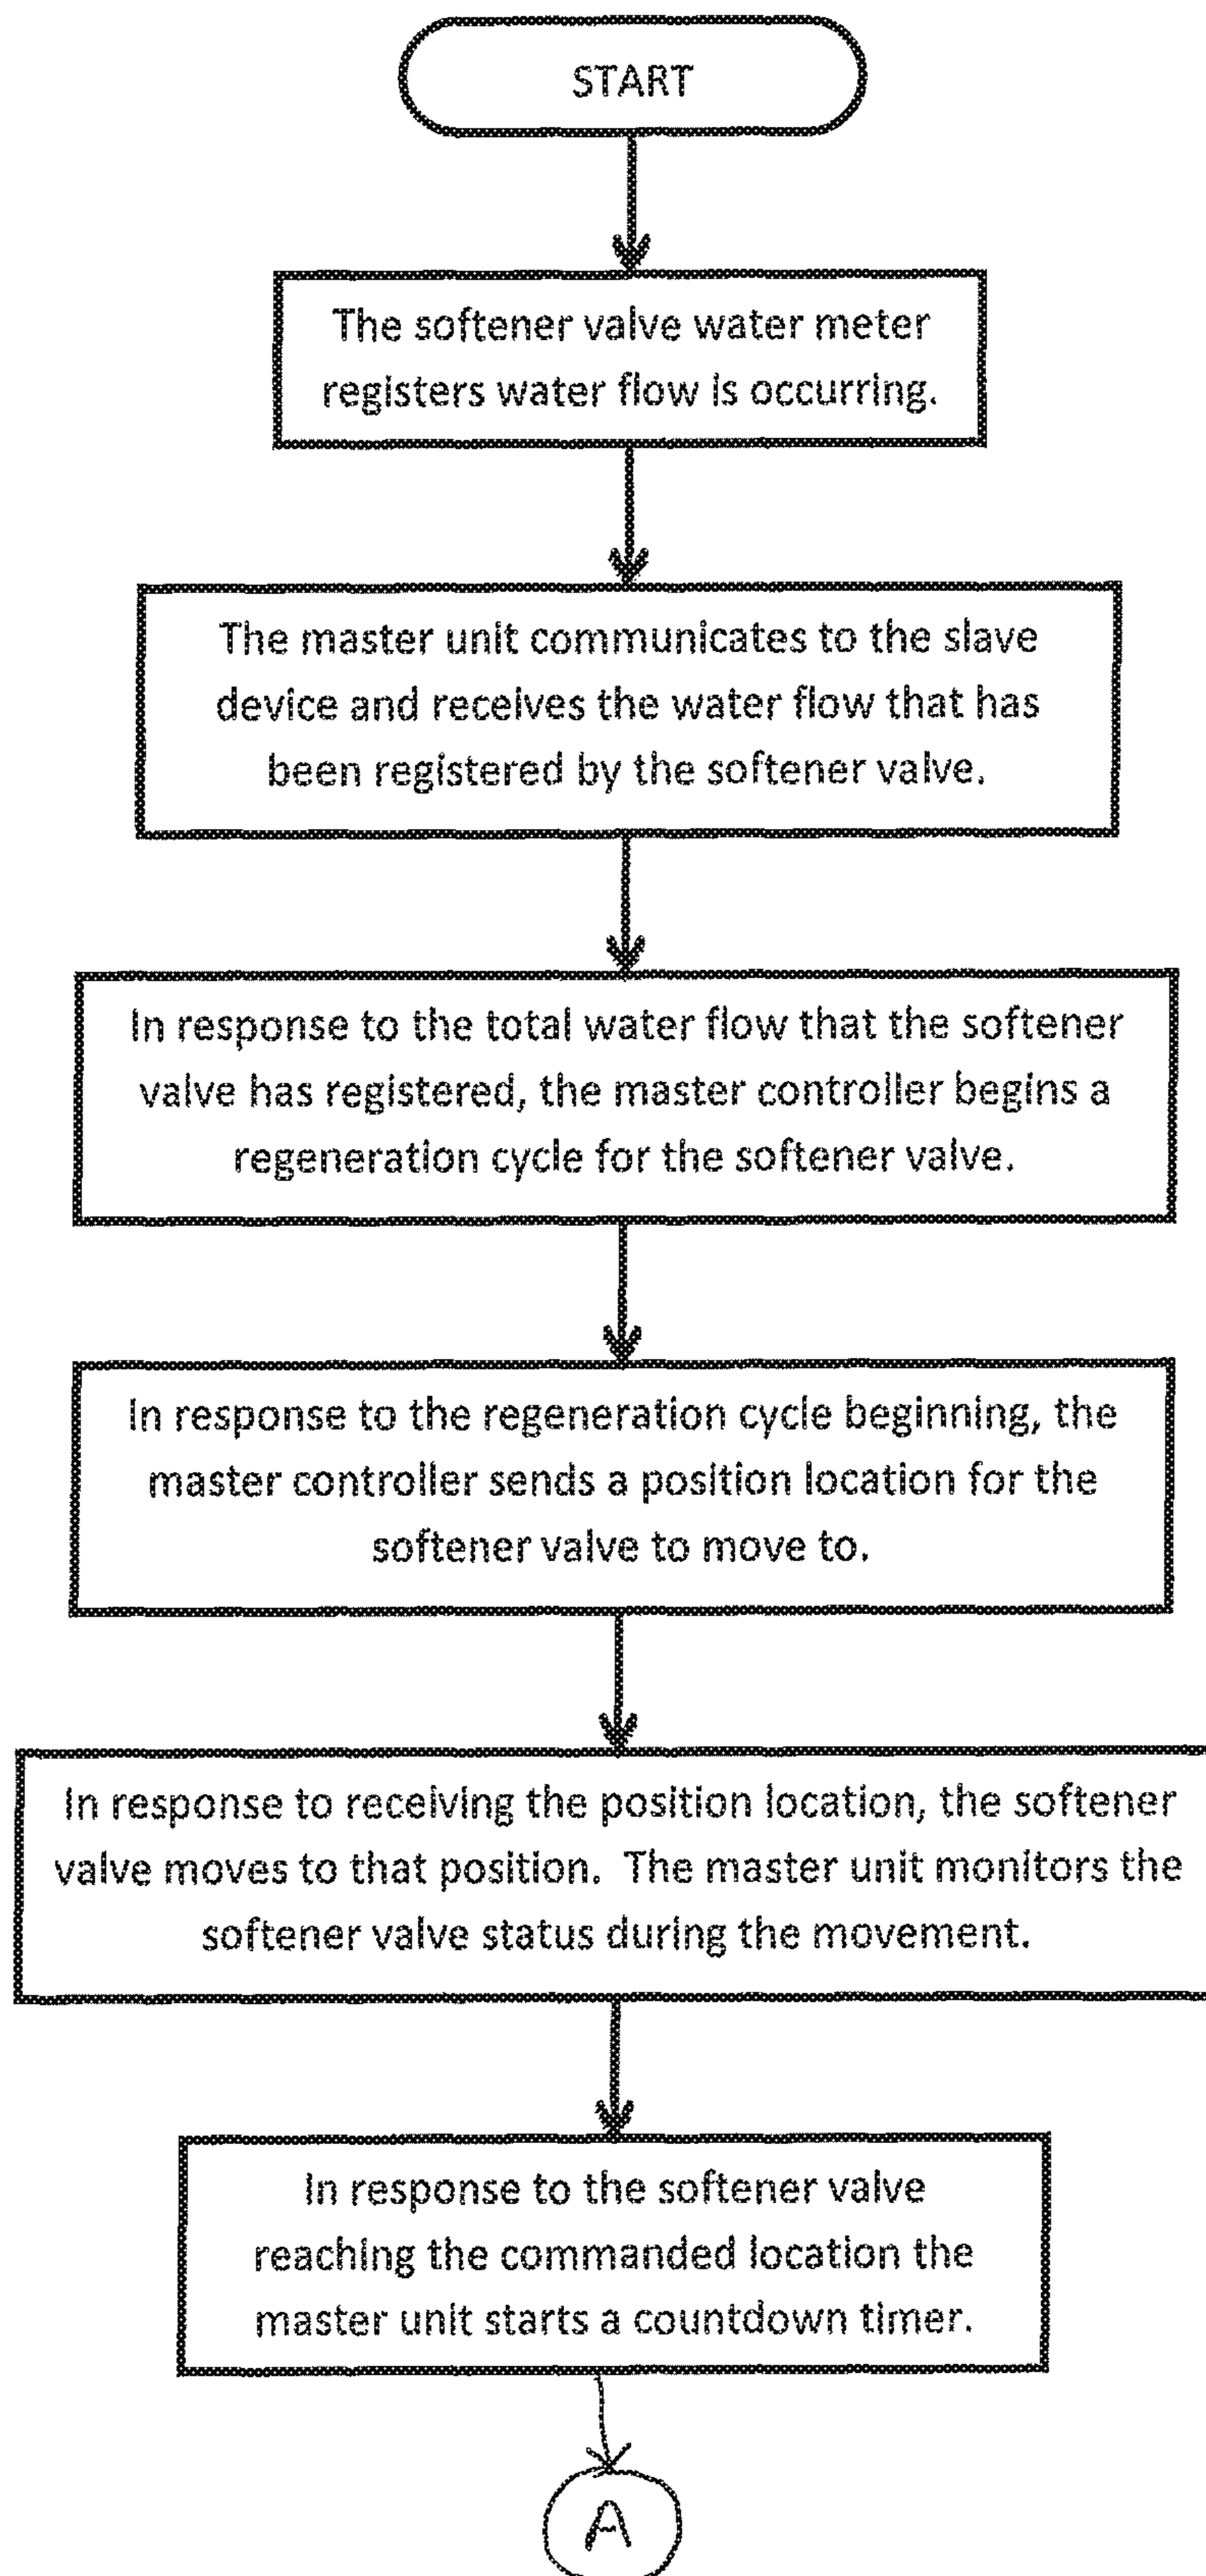 START
The softener valve water meter
registers water flow is occurring.
The master unit communicates to the slave
device and receives the water flow that has
been registered by the softener valve.
In response to the total water flow that the softener
valve has registered, the master controller begins a
regeneration cycle for the softener valve.
In response to the regeneration cycle beginning, the
master controller sends a position location for the
softener valve to move to.
In response to receiving the position location, the softener
valve moves to that position. The master unit monitors the
softener valve status during the movement.
In response to the softener valve
reaching the commanded location the
master unit starts a countdown timer.
A